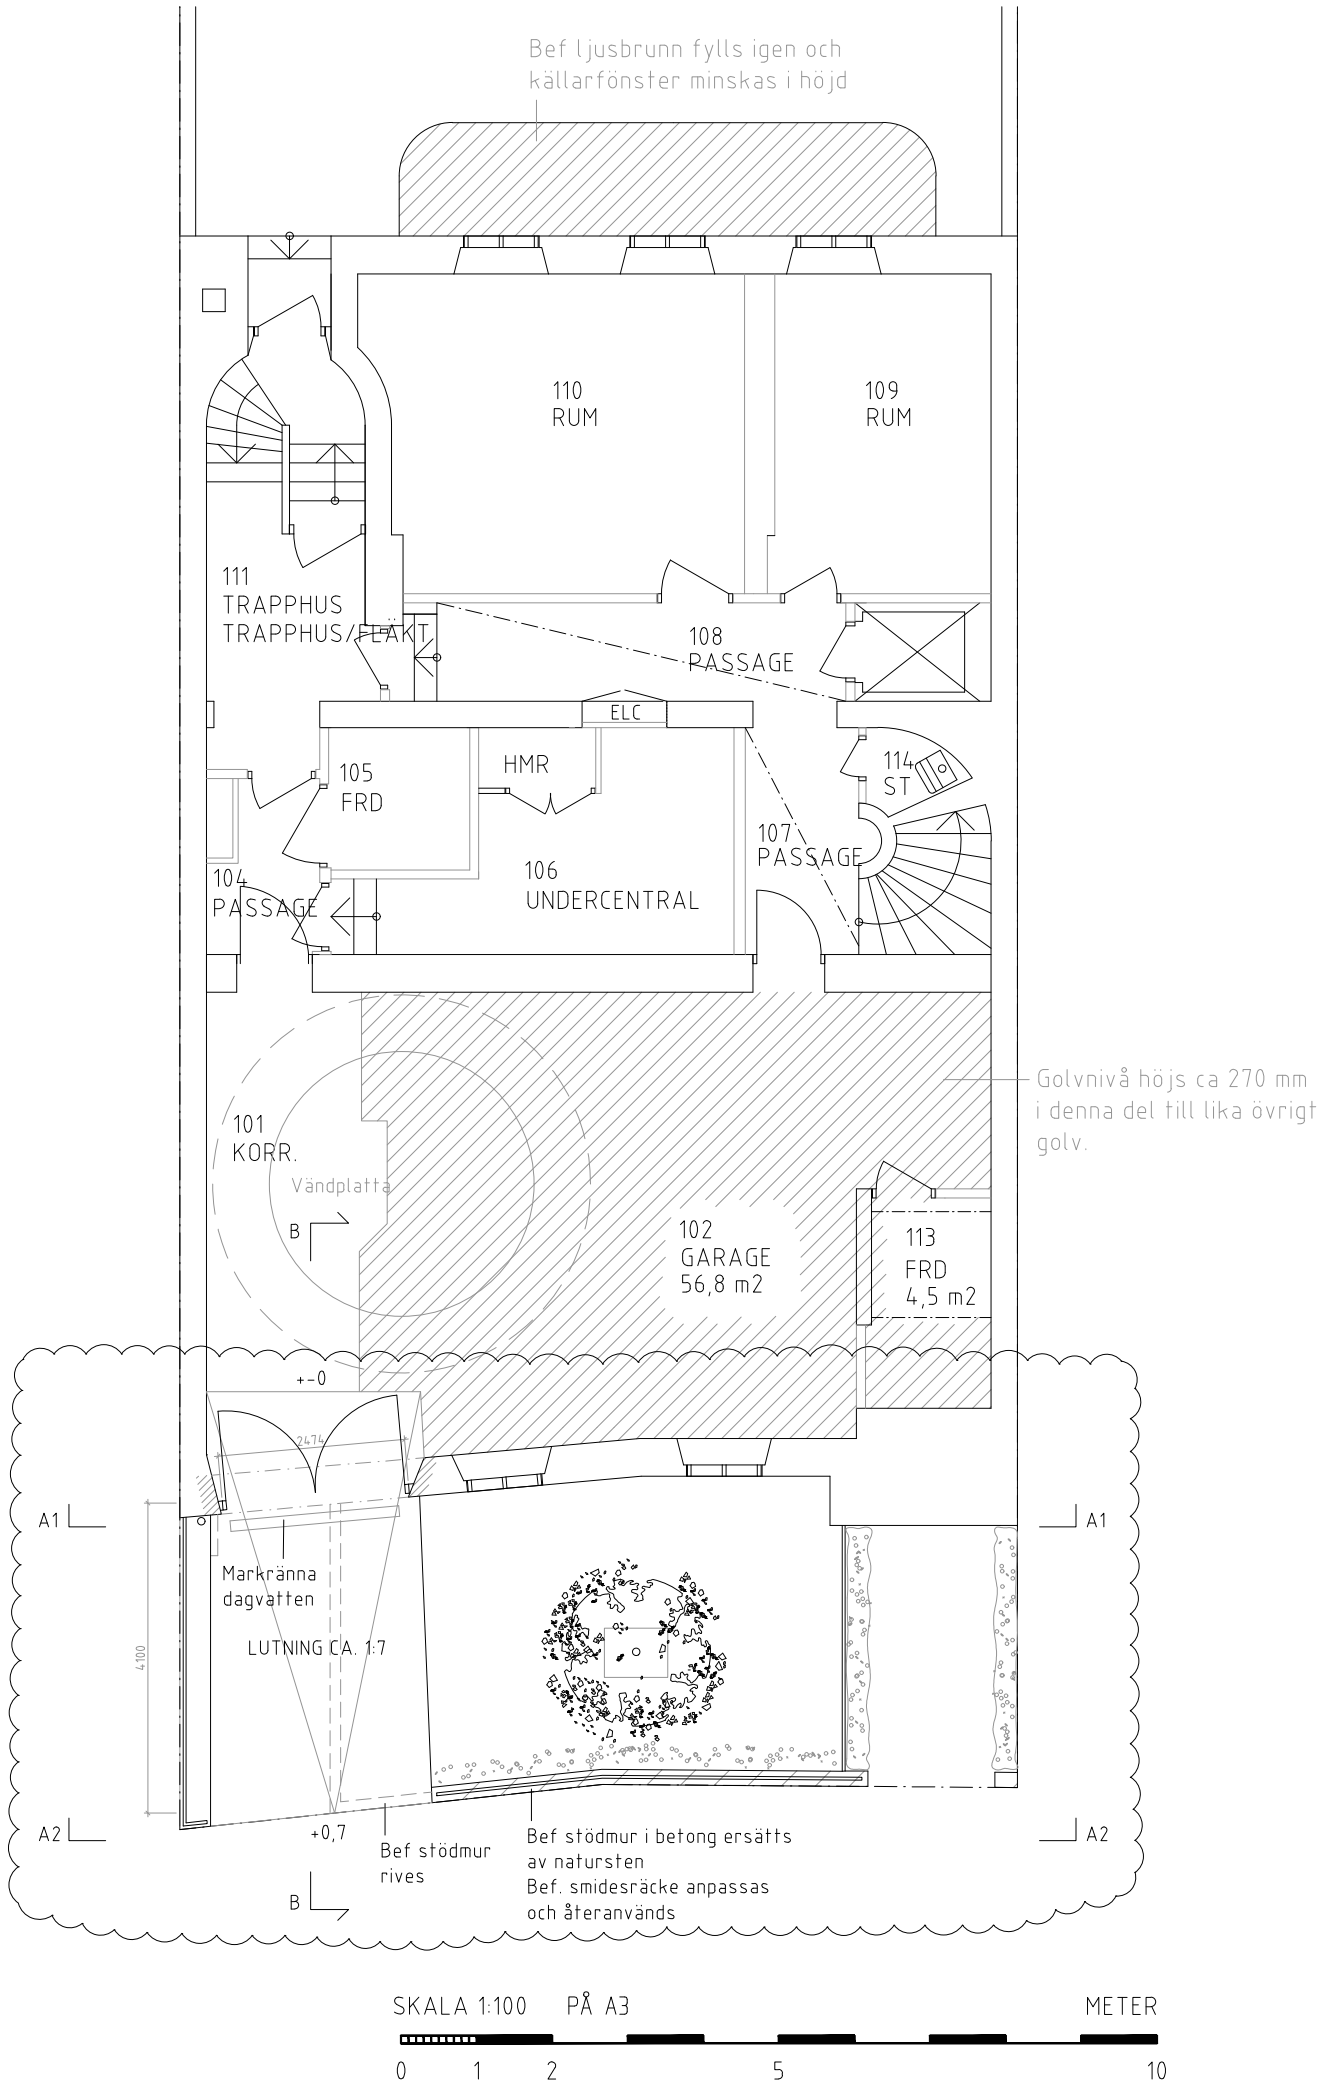 Bef ljusbrunn fylls igen och
källarfönster minskas i höjd
110
RUM
109
RUM
111
TRAPPHUS
TRAPPHUS/FLÄKT
108
PASSAGE
ELC
HMR
105
FRD
114
ST
107
PASSAGE
106
UNDERCENTRAL
104
PASSAGE
Golvnivå höjs ca 270 mm
i denna del till lika övrigt
golv.
101
KORR.
Vändplatta
B
102
GARAGE
56,8 m2
113
FRD
4,5 m2
+-0
2474
A1
A1
Markränna
dagvatten
LUTNING CA. 1:7
4100
A2
A2
+0,7
Bef stödmur
rives
Bef stödmur i betong ersätts
av natursten
Bef. smidesräcke anpassas
och återanvänds
B
SKALA 1:100 PÅ A3
METER
0 1 2 5 10